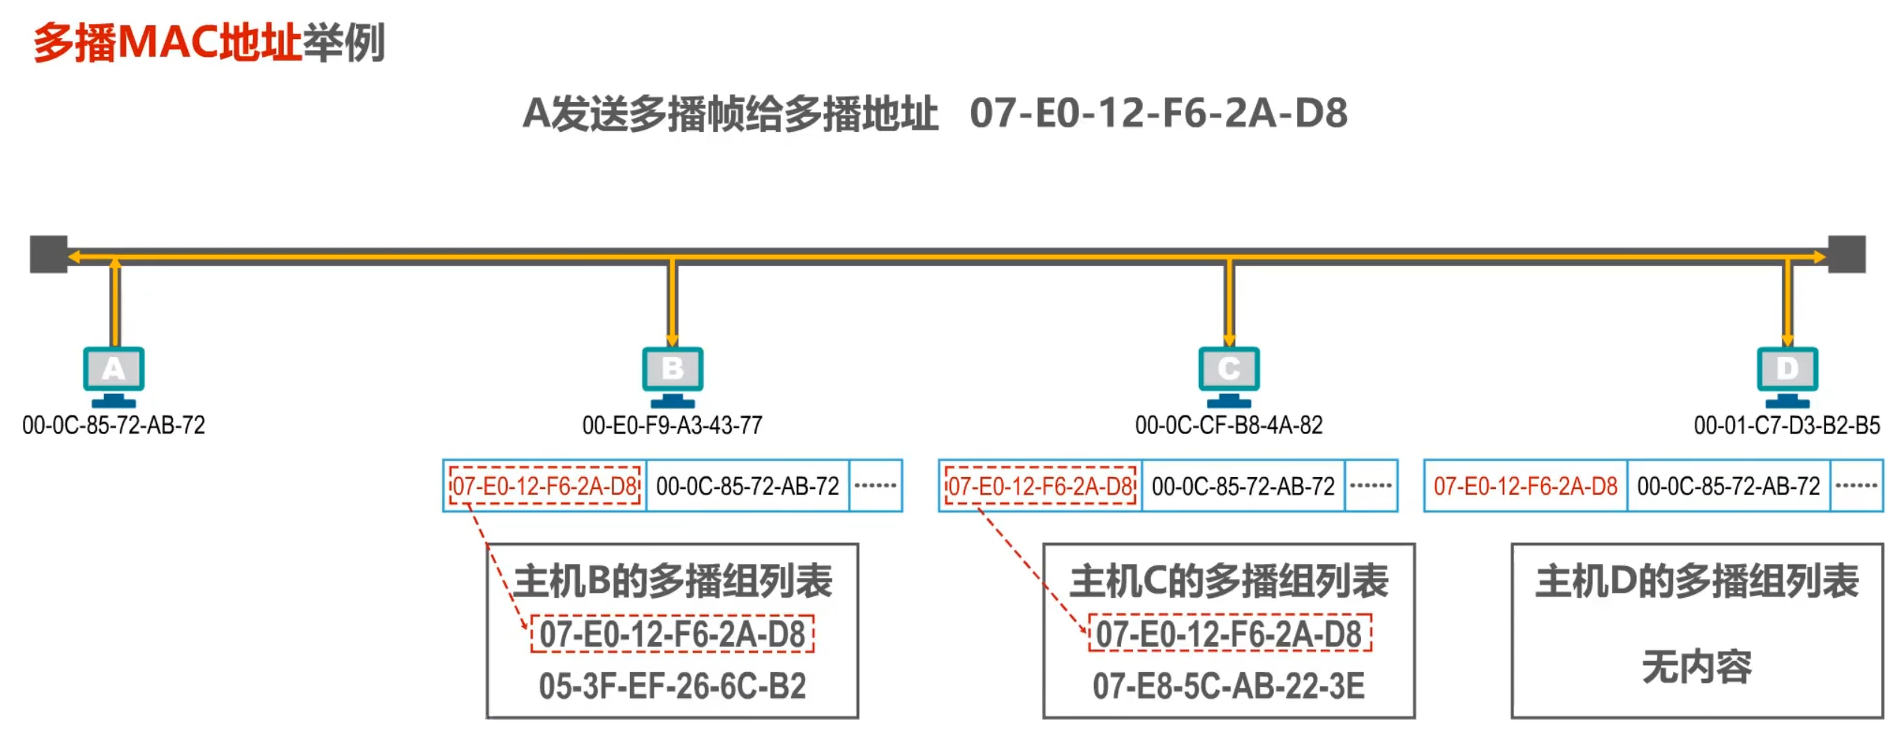 多播MAC地址举例
A发送多播帧给多播地址 07-E0-12-F6-2A-D8
A
B
C
D
00-0C-85-72-AB-72
00-E0-F9-A3-43-77
00-0C-CF-B8-4A-82
00-01-C7-D3-B2-B5
07-E0-12-F6-2A-D8 00-0C-85-72-AB-72 ……
07-E0-12-F6-2A-D8 00-0C-85-72-AB-72 ……
07-E0-12-F6-2A-D8 00-0C-85-72-AB-72 ……
主机B的多播组列表
07-E0-12-F6-2A-D8
05-3F-EF-26-6C-B2
主机C的多播组列表
07-E0-12-F6-2A-D8
07-E8-5C-AB-22-3E
主机D的多播组列表
无内容